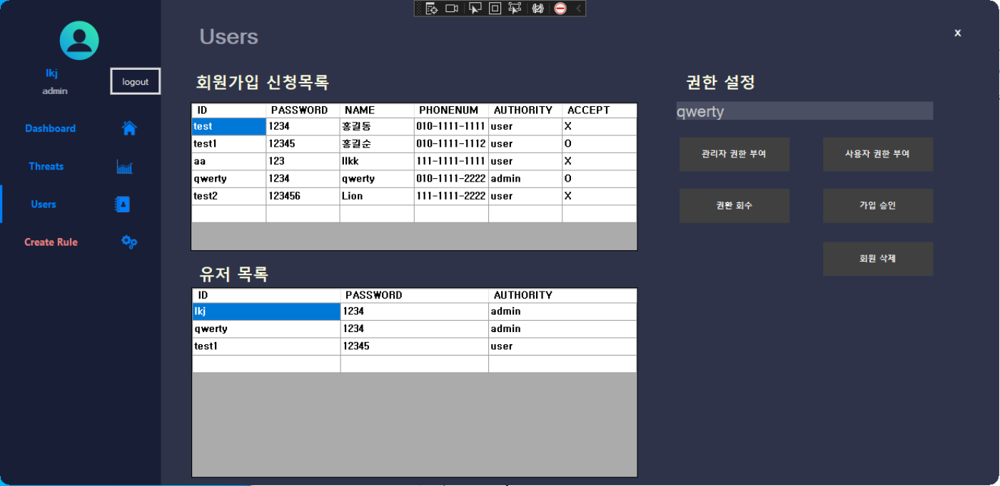 Users
x
lkj
admin
logout
Dashboard
Threats
Users
Create Rule
회원가입 신청목록
ID PASSWORD NAME PHONENUM AUTHORITY ACCEPT
test 1234 홍길동 010-1111-1111 user X
test1 12345 홍길순 010-1111-1112 user O
aa 123 llkk 111-1111-1111 user X
qwerty 1234 qwerty 010-1111-2222 admin O
test2 123456 Lion 111-1111-2222 user X
유저 목록
ID PASSWORD AUTHORITY
lkj 1234 admin
qwerty 1234 admin
test1 12345 user
권한 설정
qwerty
관리자 권한 부여 사용자 권한 부여
권환 회수 가입 승인
회원 삭제